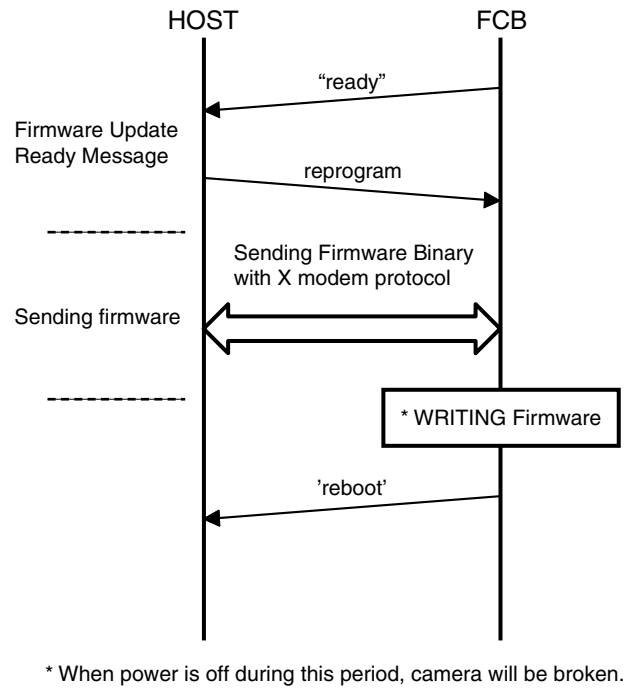 HOST
FCB
“ready”
Firmware Update
Ready Message
reprogram
Sending Firmware Binary
with X modem protocol
Sending firmware
* WRITING Firmware
’reboot’
* When power is off during this period, camera will be broken.